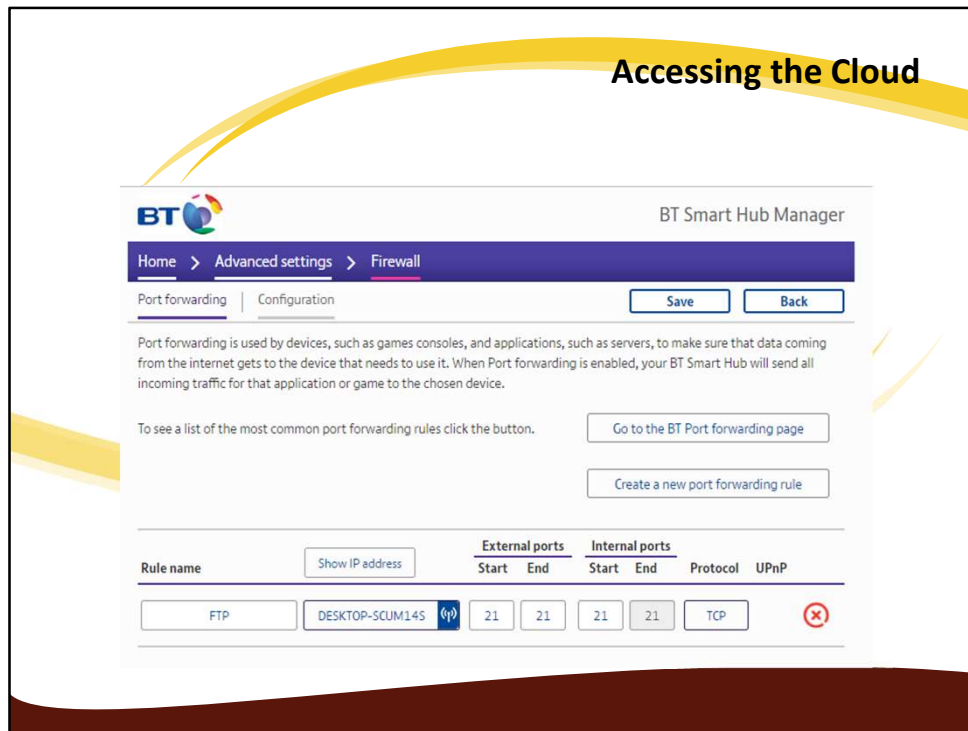 Accessing the Cloud
BT
BT Smart Hub Manager
Home > Advanced settings > Firewall
Port forwarding | Configuration
Save
Back
Port forwarding is used by devices, such as games consoles, and applications, such as servers, to make sure that data coming
from the internet gets to the device that needs to use it. When Port forwarding is enabled, your BT Smart Hub will send all
incoming traffic for that application or game to the chosen device.
To see a list of the most common port forwarding rules click the button.
Go to the BT Port forwarding page
Create a new port forwarding rule
External ports Internal ports
Rule name Show IP address Start End Start End Protocol UPnP
FTP DESKTOP-SCUM14S 21 21 21 21 TCP